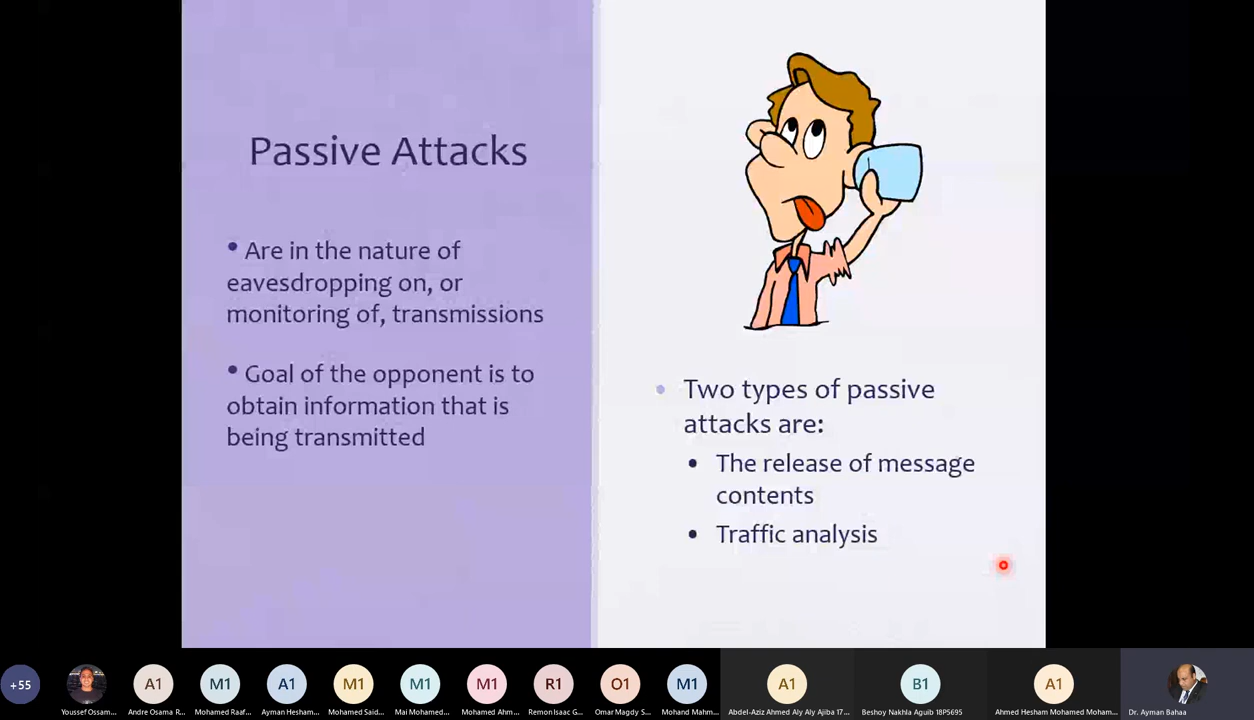 Passive Attacks
• Are in the nature of
eavesdropping on, or
monitoring of, transmissions
• Goal of the opponent is to
obtain information that is
being transmitted
• Two types of passive
attacks are:
• The release of message
contents
• Traffic analysis
+55
A1
M1
A1
M1
M1
M1
R1
O1
M1
A1
B1
A1
Youssef Ossam...
Andre Osama R...
Mohamed Raaf...
Ayman Hesham...
Mohamed Said...
Mai Mohamed...
Mohamed Ahm...
Remon Isaac G...
Omar Magdy S...
Mohand Mahm...
Abdel-Aziz Ahmed Aly Aly Ajiba 17...
Beshoy Nakhla Aguib 18P5695
Ahmed Hesham Mohamed Moham...
Dr. Ayman Bahaa